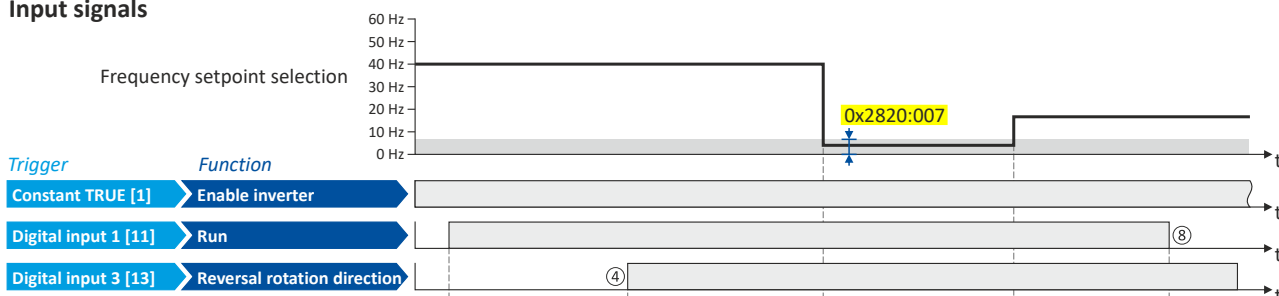 Input signals
60 Hz
50 Hz
Frequency setpoint selection
40 Hz
30 Hz
20 Hz
10 Hz
0 Hz
0x2820:007
t
Trigger Function
Constant TRUE [1] Enable inverter
t
Digital input 1 [11] Run
⑧
t
Digital input 3 [13] Reversal rotation direction
④
t